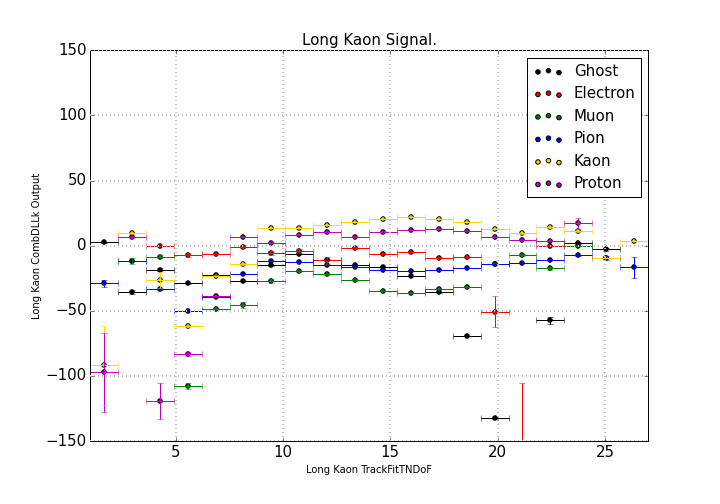 Long Kaon Signal.
150
100
50
0
−50
−100
−150
Long Kaon CombDLLk Output
Ghost
Electron
Muon
Pion
Kaon
Proton
5
10
15
20
25
Long Kaon TrackFitTNDoF